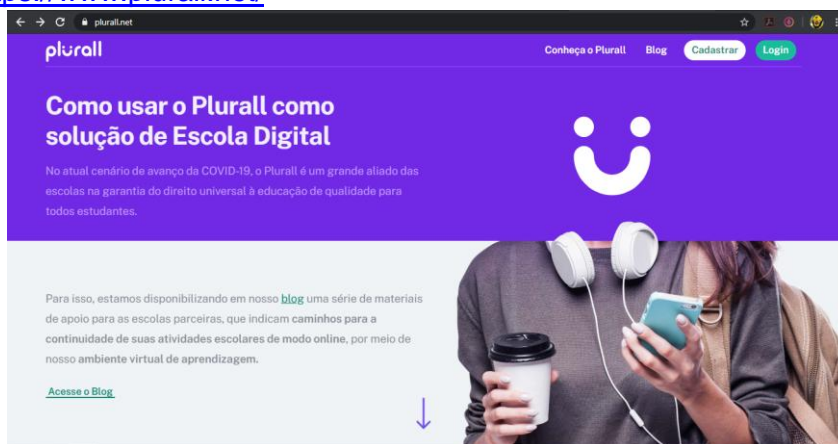 plurall.net
plurall
Conheça o Plurall Blog Cadastrar Login
Como usar o Plurall como
solução de Escola Digital
No atual cenário de avanço da COVID-19, o Plurall é um grande aliado das
escolas na garantia do direito universal à educação de qualidade para
todos estudantes.
Para isso, estamos disponibilizando em nosso blog uma série de materiais
de apoio para as escolas parceiras, que indicam caminhos para a
continuidade de suas atividades escolares de modo online, por meio de
nosso ambiente virtual de aprendizagem.
Acesse o Blog